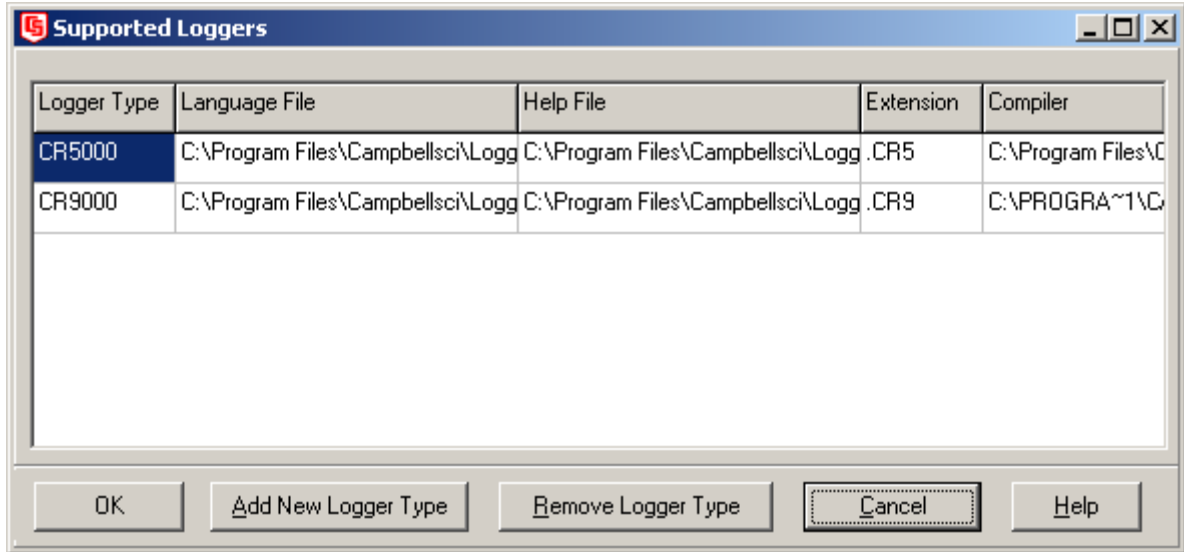 Supported Loggers
Logger Type Language File Help File Extension Compiler
CR5000 C:\Program Files\Campbellsci\Logg C:\Program Files\Campbellsci\Logg .CR5 C:\Program Files\C
CR9000 C:\Program Files\Campbellsci\Logg C:\Program Files\Campbellsci\Logg .CR9 C:\PROGRA~1\CA
OK Add New Logger Type Remove Logger Type Cancel Help